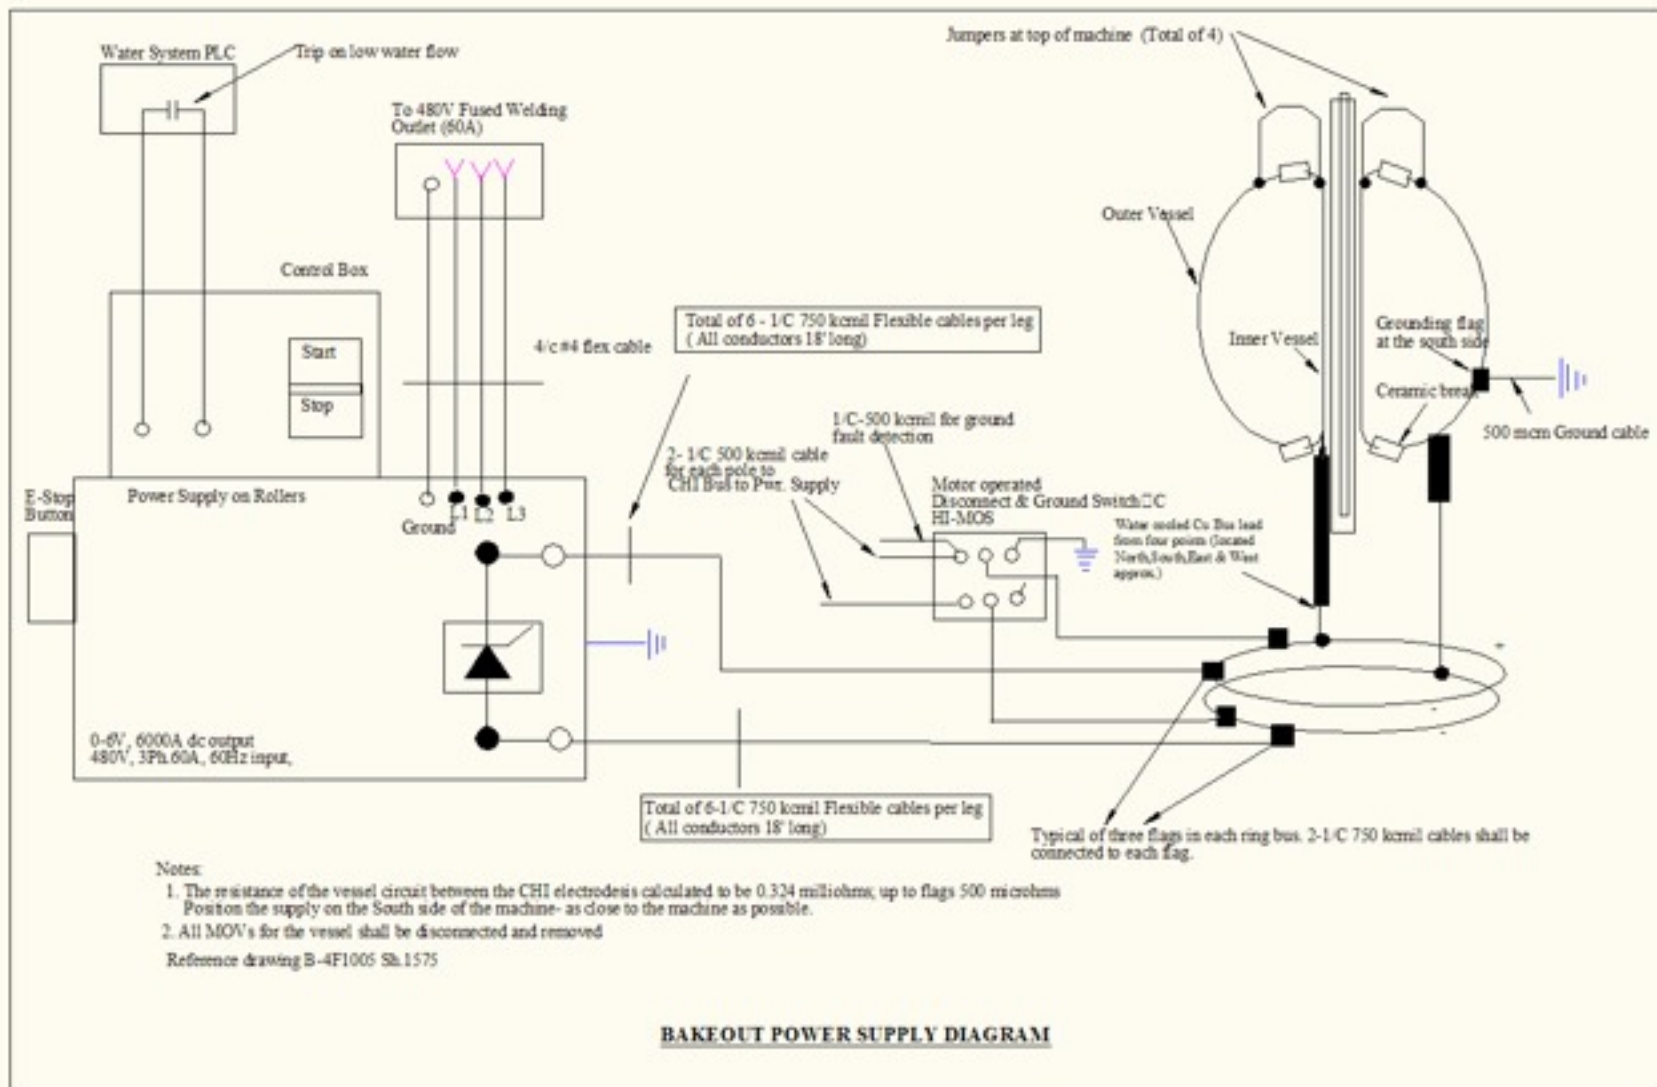 Water System PLC
Trip on low water flow
Jumpers at top of machine (Total of 4)
To 480V Fused Welding
Outlet (60A)
Outer Vessel
Control Box
Start
Stop
4/c #4 flex cable
Total of 6 - 1/C 750 kcmil Flexible cables per leg
( All conductors 18' long)
Inner Vessel
Grounding flag
at the south side
Ceramic break
500 mcm Ground cable
1/C-500 kcmil for ground
fault detection
2- 1/C 500 kcmil cable
for each pole to
CHI Bus to Pwr. Supply
Motor operated
Disconnect & Ground Switch□C
HI-MOS
Water cooled Cu Bus lead
from four points (located
North,South,East & West
approx.)
E-Stop
Button
Power Supply on Rollers
Ground
L1
L2
L3
+
-
-
0-6V, 6000A dc output
480V, 3Ph.60A, 60Hz input,
Total of 6-1/C 750 kcmil Flexible cables per leg
( All conductors 18' long)
Typical of three flags in each ring bus. 2-1/C 750 kcmil cables shall be
connected to each flag.
Notes:
1. The resistance of the vessel circuit between the CHI electrodesis calculated to be 0.324 milliohms; up to flags 500 microhms
Position the supply on the South side of the machine- as close to the machine as possible.
2. All MOVs for the vessel shall be disconnected and removed
Reference drawing B-4F1005 Sh.1575
BAKEOUT POWER SUPPLY DIAGRAM